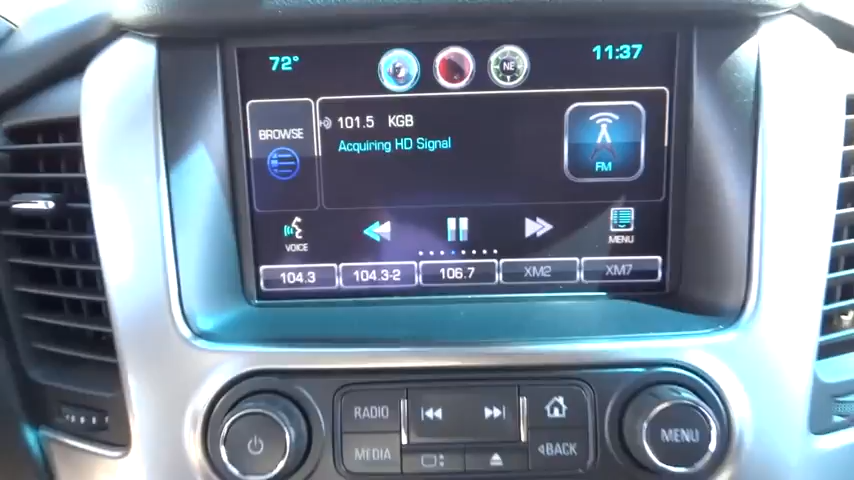 72° NE 11:37
BROWSE
101.5 KGB
Acquiring HD Signal
FM
VOICE
MENU
104.3 104.3-2 106.7 XM2 XM7
RADIO
MENU
MEDIA
BACK